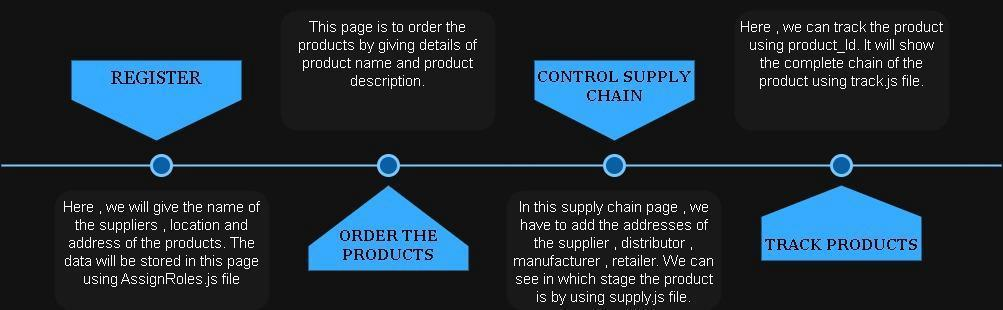 REGISTER
Here , we will give the name of
the suppliers , location and
address of the products. The
data will be stored in this page
using AssignRoles.js file
This page is to order the
products by giving details of
product name and product
description.
ORDER THE
PRODUCTS
CONTROL SUPPLY
CHAIN
In this supply chain page , we
have to add the addresses of
the supplier , distributor ,
manufacturer , retailer. We can
see in which stage the product
is by using supply.js file.
Here , we can track the product
using product_Id. It will show
the complete chain of the
product using track.js file.
TRACK PRODUCTS